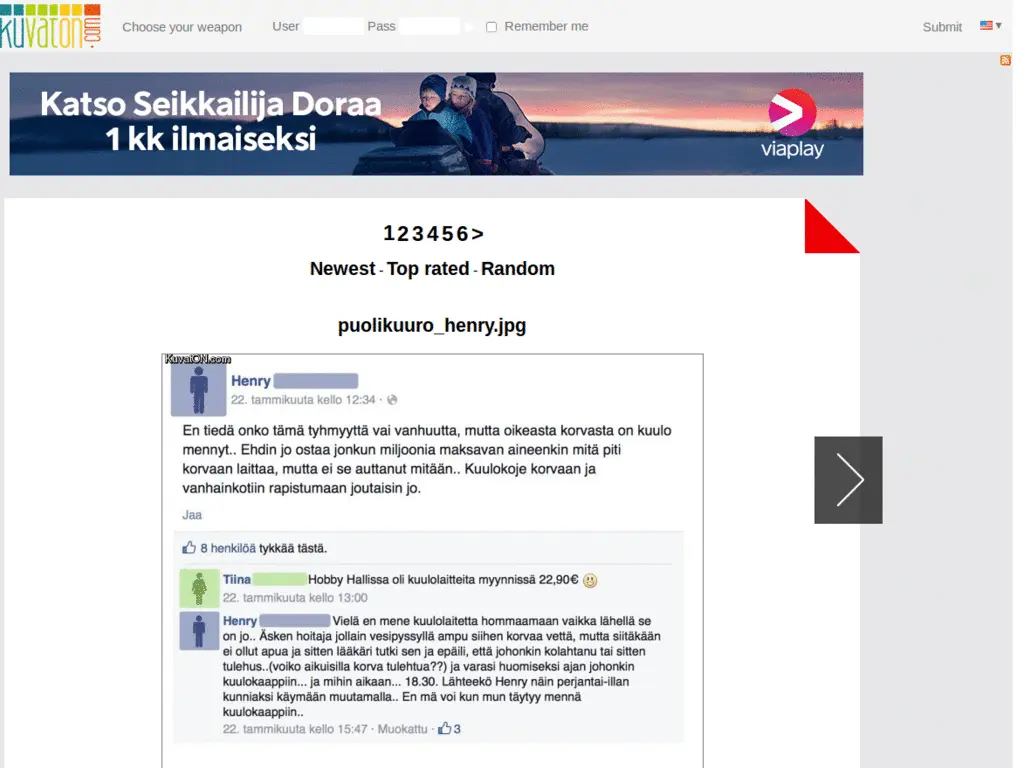 kuvaton.com
Choose your weapon
User
Pass
Remember me
Submit
Katso Seikkailija Doraa
1 kk ilmaiseksi
viaplay
1 2 3 4 5 6 >
Newest - Top rated - Random
puolikuuro_henry.jpg
KuvatON.com
Henry
22. tammikuuta kello 12:34 ·
En tiedä onko tämä tyhmyyttä vai vanhuutta, mutta oikeasta korvasta on kuulo
mennyt.. Ehdin jo ostaa jonkun miljoonia maksavan aineenkin mitä piti
korvaan laittaa, mutta ei se auttanut mitään.. Kuulokoje korvaan ja
vanhainkotiin rapistumaan joutaisin jo.
Jaa
8 henkilöä tykkää tästä.
Tiina Hobby Hallissa oli kuulolaitteita myynnissä 22,90€
22. tammikuuta kello 13:00
Henry Vielä en mene kuulolaitetta hommaamaan vaikka lähellä se
on jo.. Äsken hoitaja jollain vesipyssyllä ampu siihen korvaa vettä, mutta siitäkään
ei ollut apua ja sitten lääkäri tutki sen ja epäili, että johonkin kolahtanu tai sitten
tulehus..(voiko aikuisilla korva tulehtua??) ja varasi huomiseksi ajan johonkin
kuulokaappiin... ja mihin aikaan... 18.30. Lähteekö Henry näin perjantai-illan
kunniaksi käymään muutamalla.. En mä voi kun mun täytyy mennä
kuulokaappiin..
22. tammikuuta kello 15:47 · Muokattu · 3